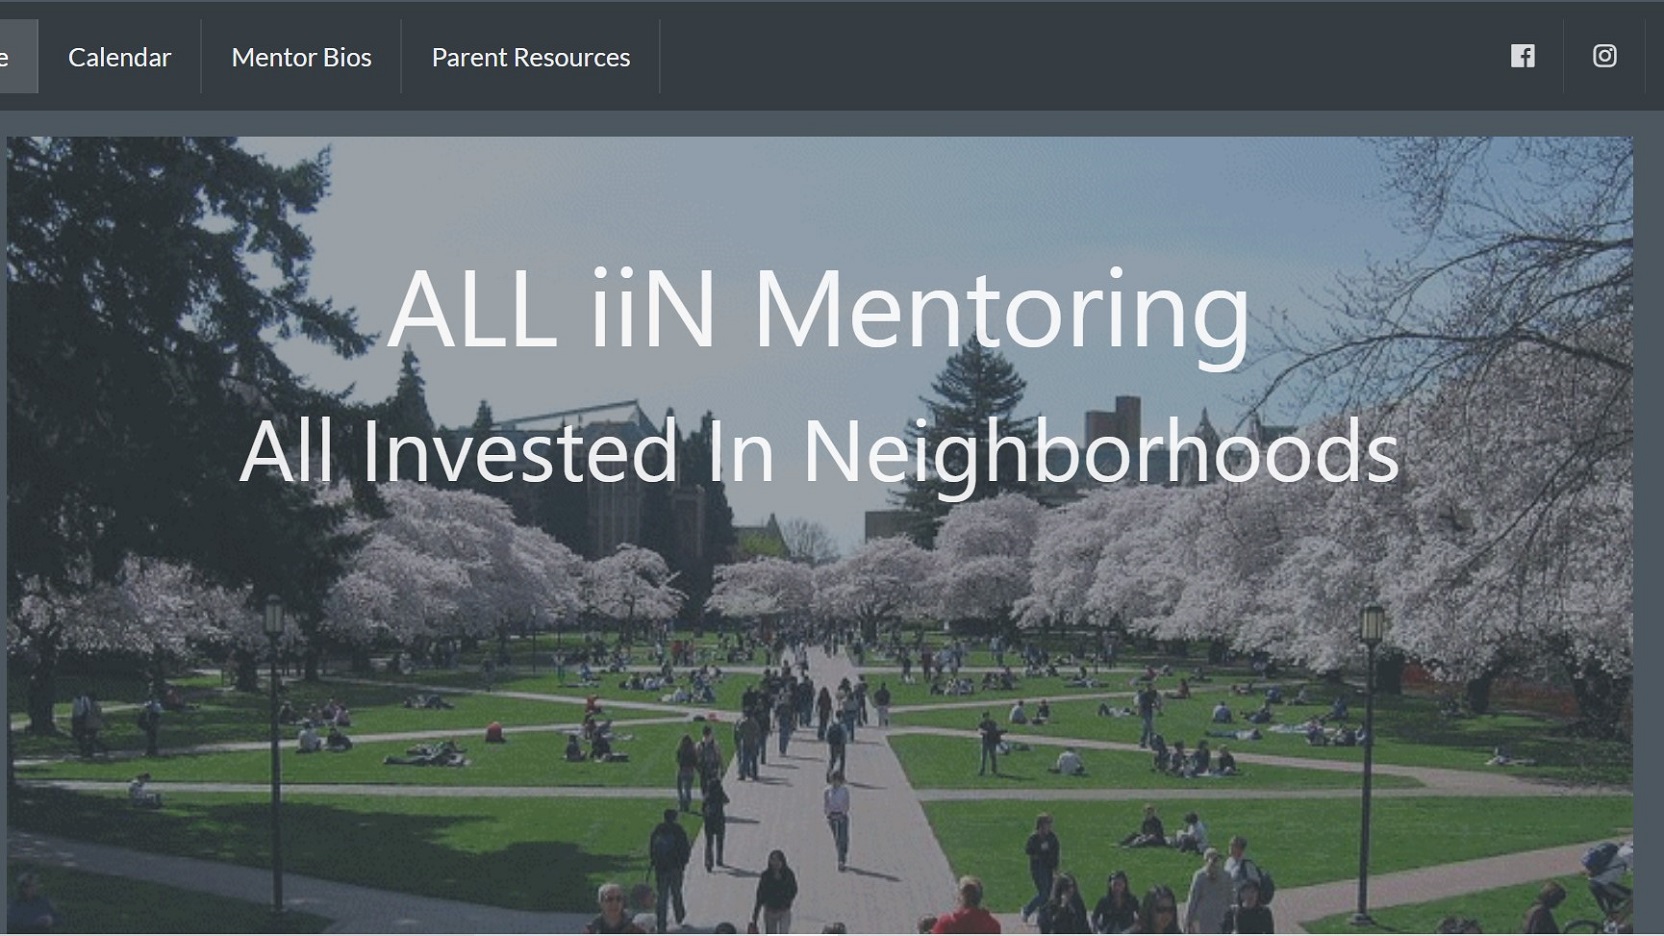 e
Calendar
Mentor Bios
Parent Resources
ALL iiN Mentoring
All Invested In Neighborhoods